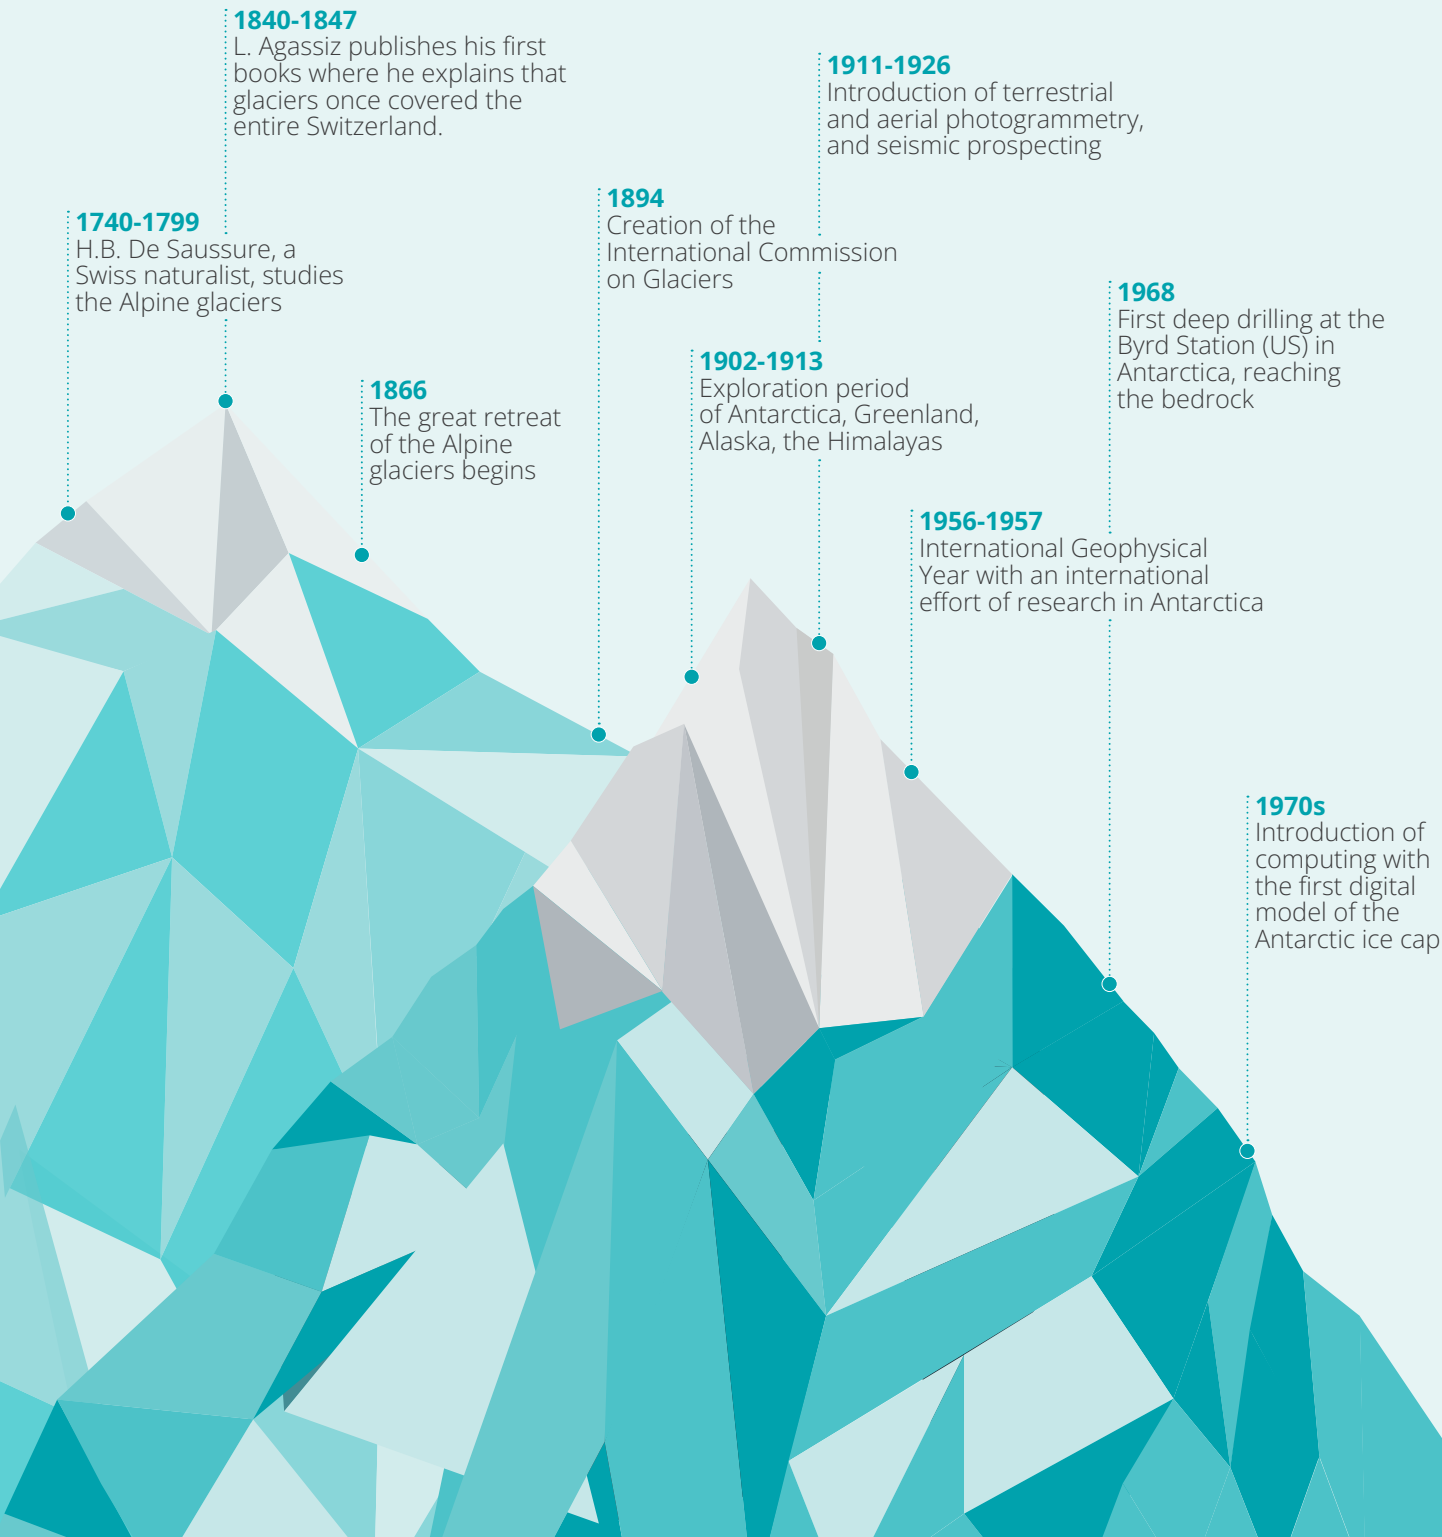 1740-1799
H.B. De Saussure, a
Swiss naturalist, studies
the Alpine glaciers
1840-1847
L. Agassiz publishes his first
books where he explains that
glaciers once covered the
entire Switzerland.
1866
The great retreat
of the Alpine
glaciers begins
1894
Creation of the
International Commission
on Glaciers
1902-1913
Exploration period
of Antarctica, Greenland,
Alaska, the Himalayas
1911-1926
Introduction of terrestrial
and aerial photogrammetry,
and seismic prospecting
1956-1957
International Geophysical
Year with an international
effort of research in Antarctica
1968
First deep drilling at the
Byrd Station (US) in
Antarctica, reaching
the bedrock
1970s
Introduction of
computing with
the first digital
model of the
Antarctic ice cap